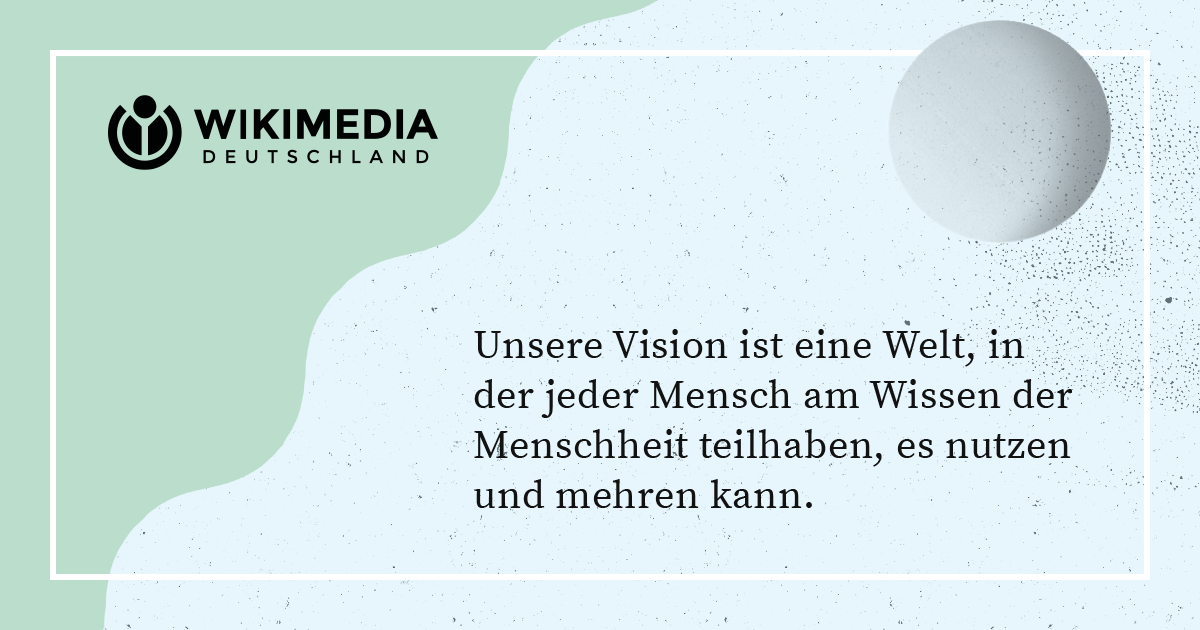 WIKIMEDIA
DEUTSCHLAND
Unsere Vision ist eine Welt, in
der jeder Mensch am Wissen der
Menschheit teilhaben, es nutzen
und mehren kann.